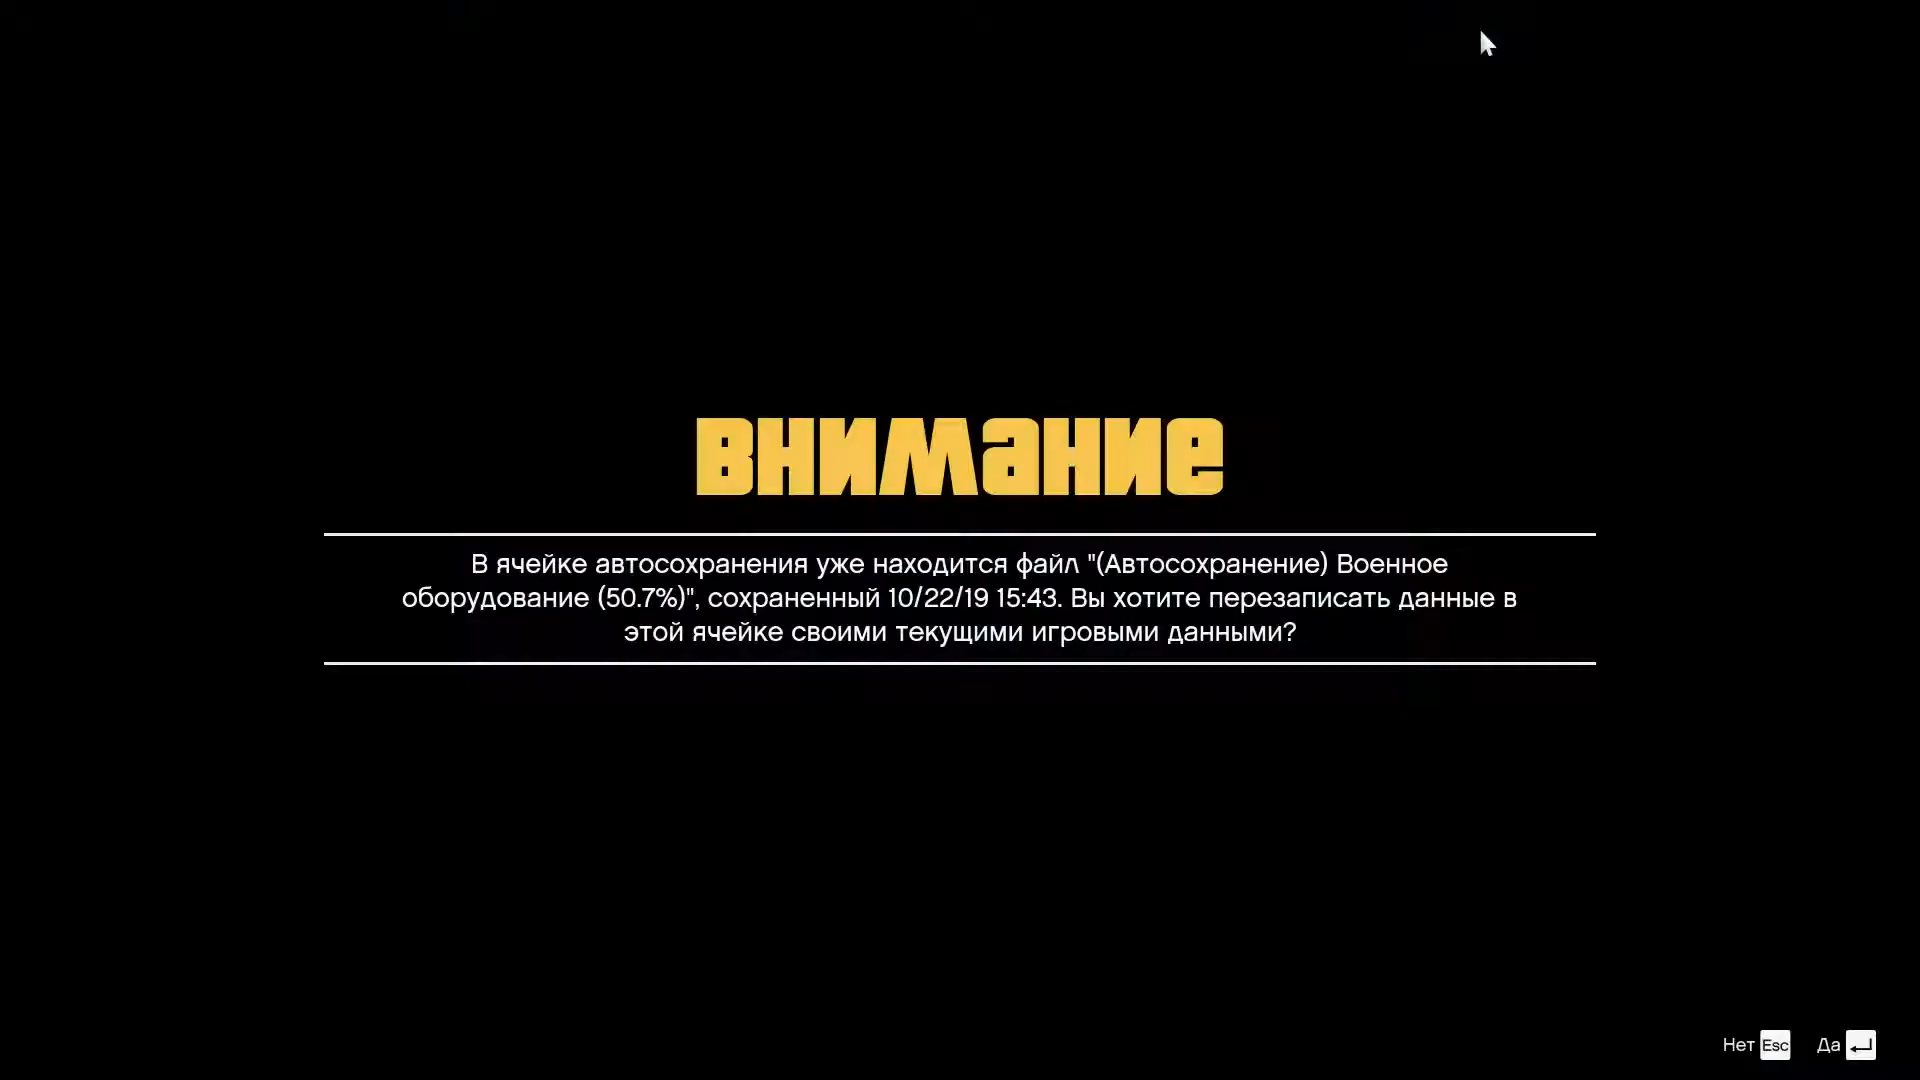 внимание
В ячейке автосохранения уже находится файл "(Автосохранение) Военное
оборудование (50.7%)", сохраненный 10/22/19 15:43. Вы хотите перезаписать данные в
этой ячейке своими текущими игровыми данными?
Нет Esc Да